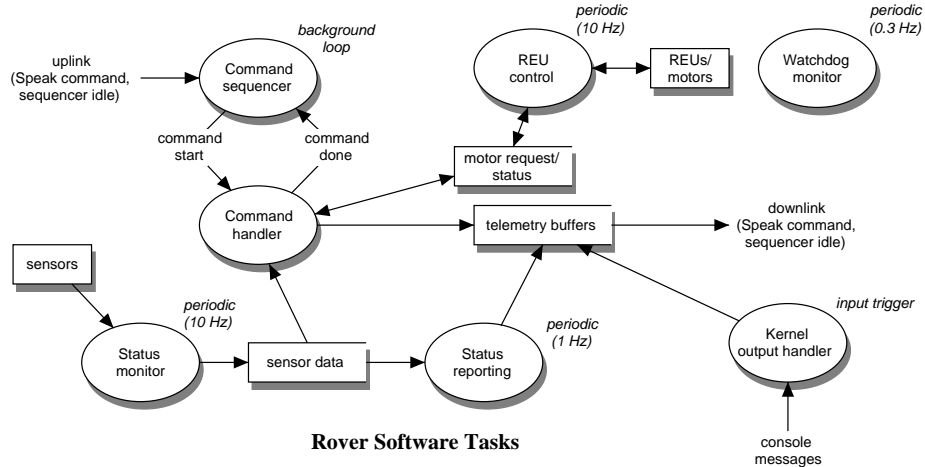 background
loop
periodic
(10 Hz)
periodic
(0.3 Hz)
uplink
(Speak command,
sequencer idle)
Command
sequencer
REU
control
REUs/
motors
Watchdog
monitor
command
start
command
done
motor request/
status
Command
handler
telemetry buffers
downlink
(Speak command,
sequencer idle)
sensors
periodic
(10 Hz)
periodic
(1 Hz)
input trigger
Status
monitor
sensor data
Status
reporting
Kernel
output handler
Rover Software Tasks
console
messages